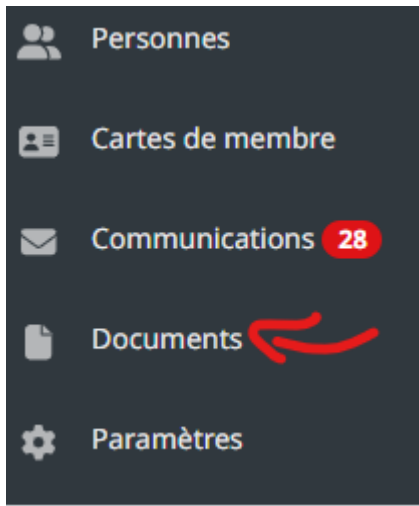 Personnes
Cartes de membre
Communications 28
Documents
Paramètres